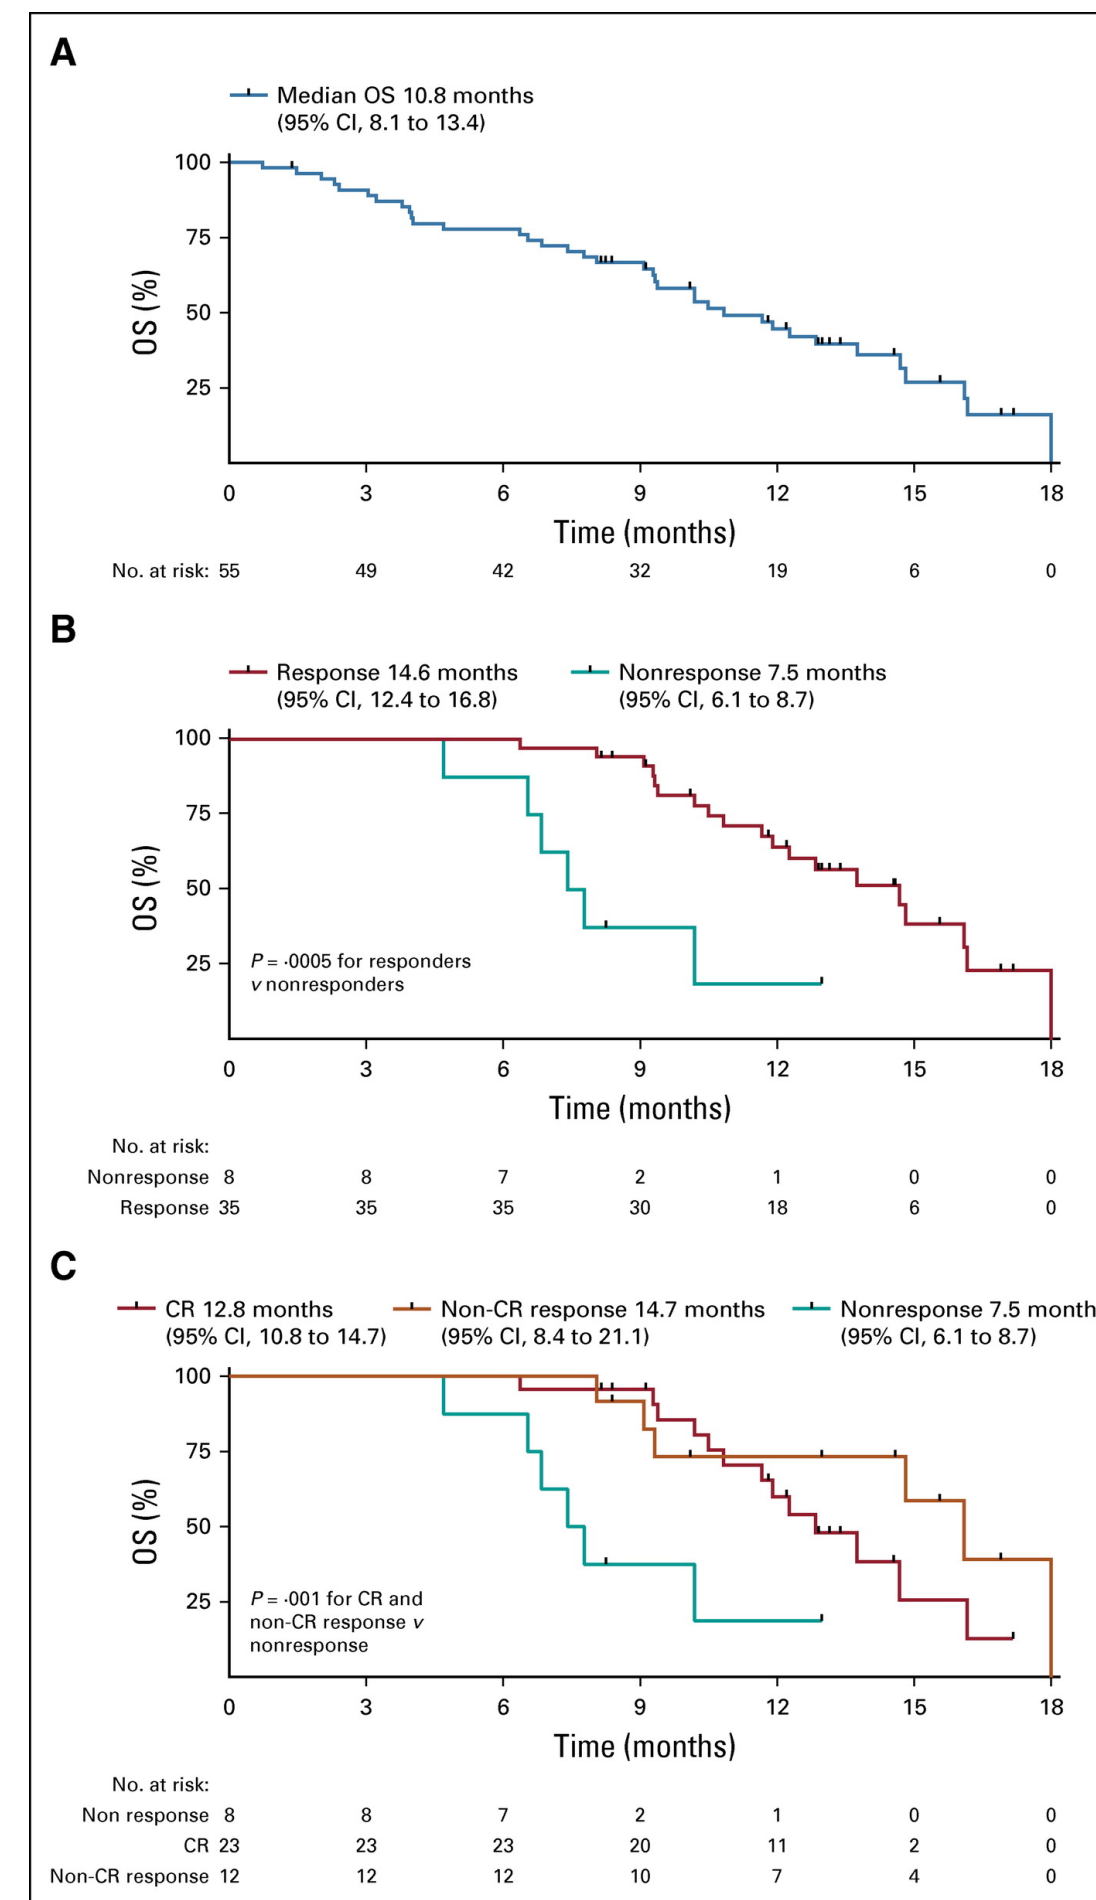 A
Median OS 10.8 months
(95% CI, 8.1 to 13.4)
100
75
50
25
OS (%)
0 3 6 9 12 15 18
Time (months)
No. at risk: 55 49 42 32 19 6 0
B
Response 14.6 months Nonresponse 7.5 months
(95% CI, 12.4 to 16.8) (95% CI, 6.1 to 8.7)
100
75
50
25
OS (%)
P = ·0005 for responders
v nonresponders
0 3 6 9 12 15 18
Time (months)
No. at risk:
Nonresponse 8 8 7 2 1 0 0
Response 35 35 35 30 18 6 0
C
CR 12.8 months Non-CR response 14.7 months Nonresponse 7.5 month
(95% CI, 10.8 to 14.7) (95% CI, 8.4 to 21.1) (95% CI, 6.1 to 8.7)
100
75
50
25
OS (%)
P = ·001 for CR and
non-CR response v
nonresponse
0 3 6 9 12 15 18
Time (months)
No. at risk:
Non response 8 8 7 2 1 0 0
CR 23 23 23 20 11 2 0
Non-CR response 12 12 12 10 7 4 0